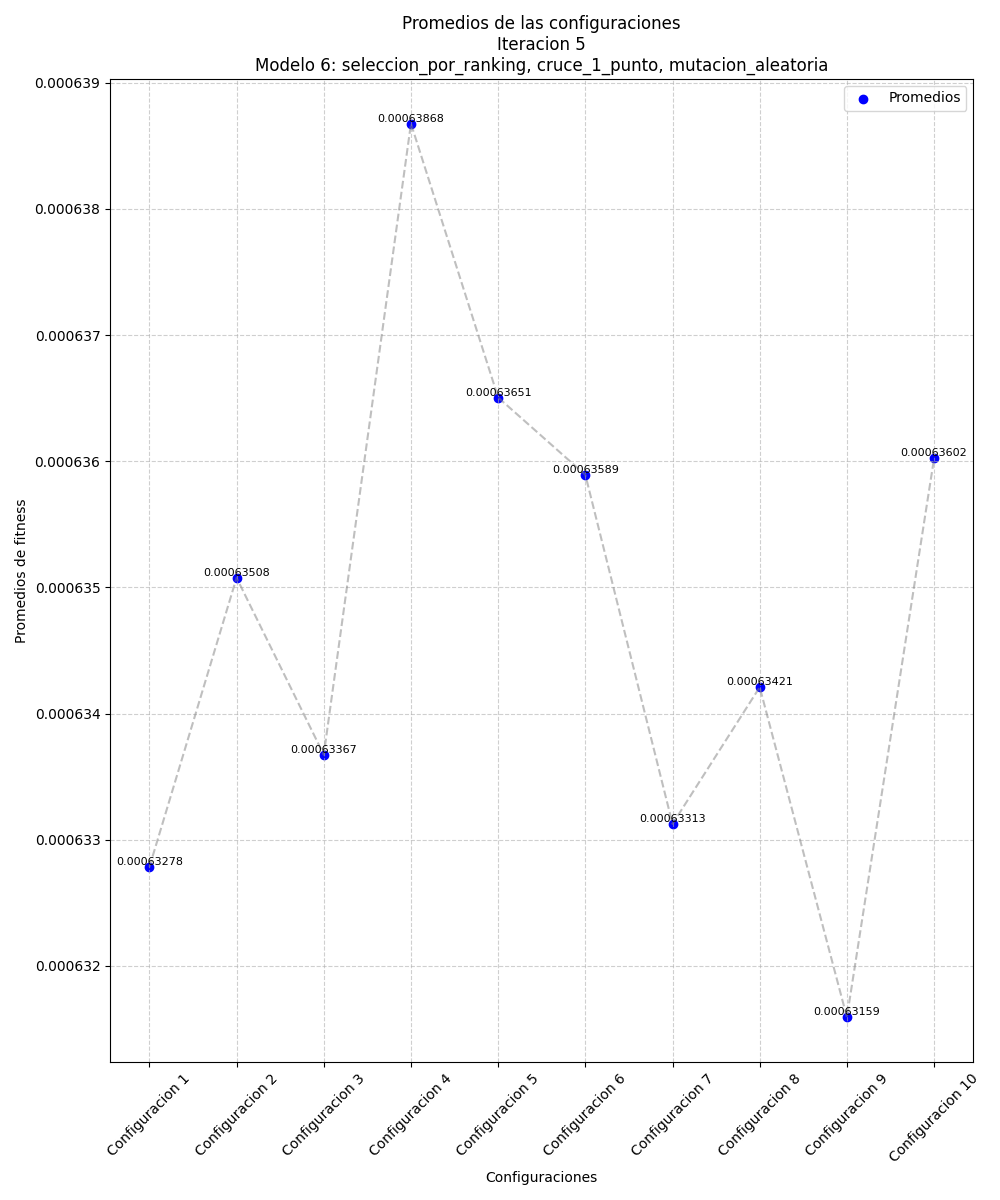 Promedios de las configuraciones
Iteracion 5
Modelo 6: seleccion_por_ranking, cruce_1_punto, mutacion_aleatoria
Promedios
0.000639
0.000638
0.000637
0.000636
0.000635
0.000634
0.000633
0.000632
Promedios de fitness
0.00063278
0.00063508
0.00063367
0.00063868
0.00063651
0.00063589
0.00063313
0.00063421
0.00063159
0.00063602
Configuracion 1
Configuracion 2
Configuracion 3
Configuracion 4
Configuracion 5
Configuracion 6
Configuracion 7
Configuracion 8
Configuracion 9
Configuracion 10
Configuraciones